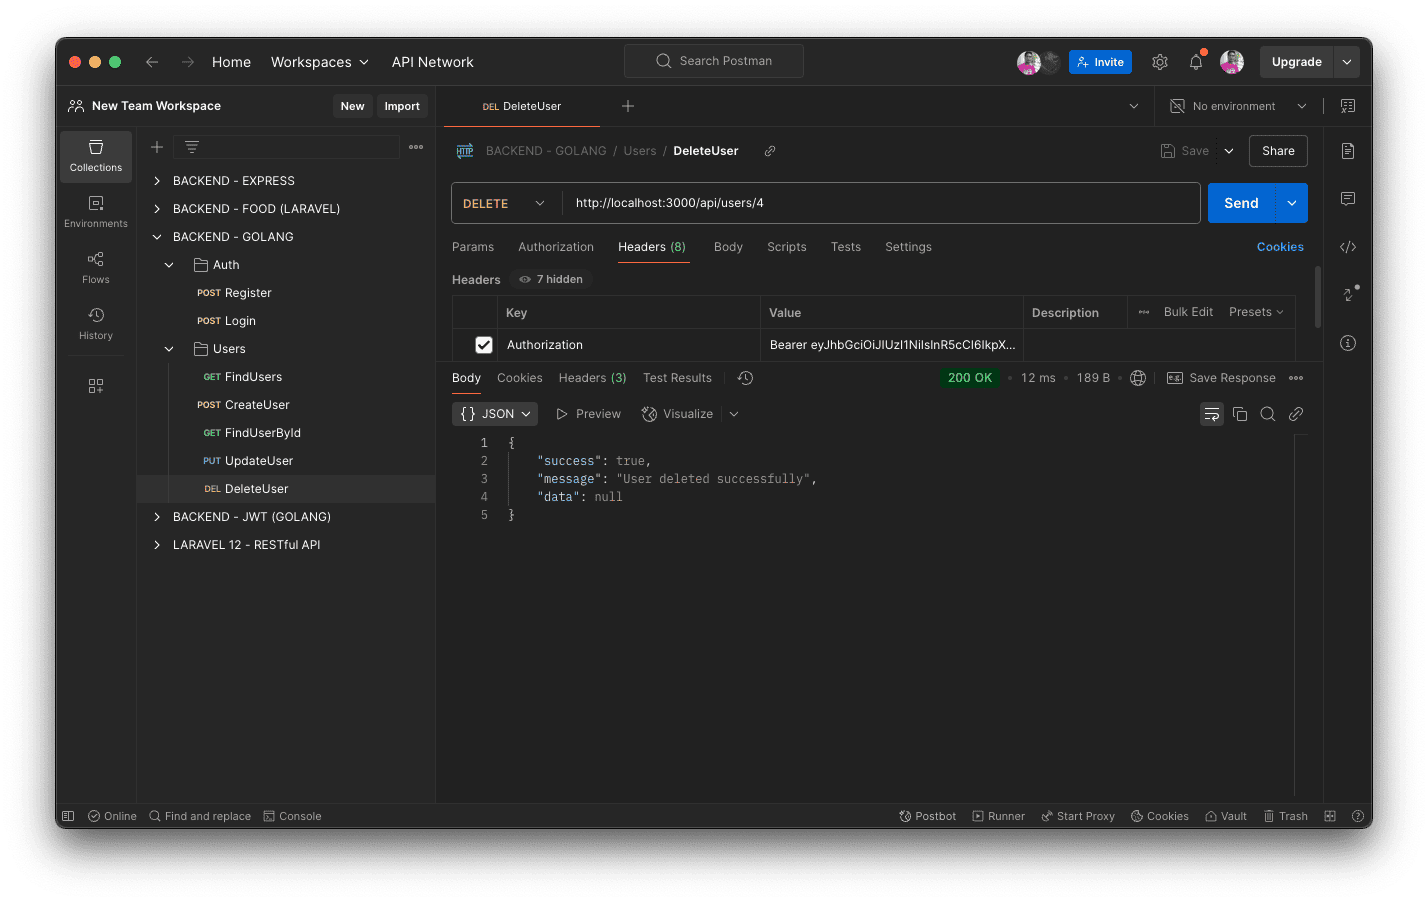 Home Workspaces API Network Search Postman Invite Upgrade
New Team Workspace New Import DEL DeleteUser No environment
Collections
Environments
Flows
History
BACKEND - EXPRESS
BACKEND - FOOD (LARAVEL)
BACKEND - GOLANG
Auth
POST Register
POST Login
Users
GET FindUsers
POST CreateUser
GET FindUserById
PUT UpdateUser
DEL DeleteUser
BACKEND - JWT (GOLANG)
LARAVEL 12 - RESTful API
HTTP BACKEND - GOLANG / Users / DeleteUser Save Share
DELETE http://localhost:3000/api/users/4 Send
Params Authorization Headers (8) Body Scripts Tests Settings Cookies
Headers 7 hidden
Key Value Description Bulk Edit Presets
Authorization Bearer eyJhbGciOiJIUzI1NiIsInR5cCI6IkpX...
Body Cookies Headers (3) Test Results 200 OK • 12 ms • 189 B e.g. Save Response
{} JSON Preview Visualize
1 {
2 "success": true,
3 "message": "User deleted successfully",
4 "data": null
5 }
Online Find and replace Console Postbot Runner Start Proxy Cookies Vault Trash